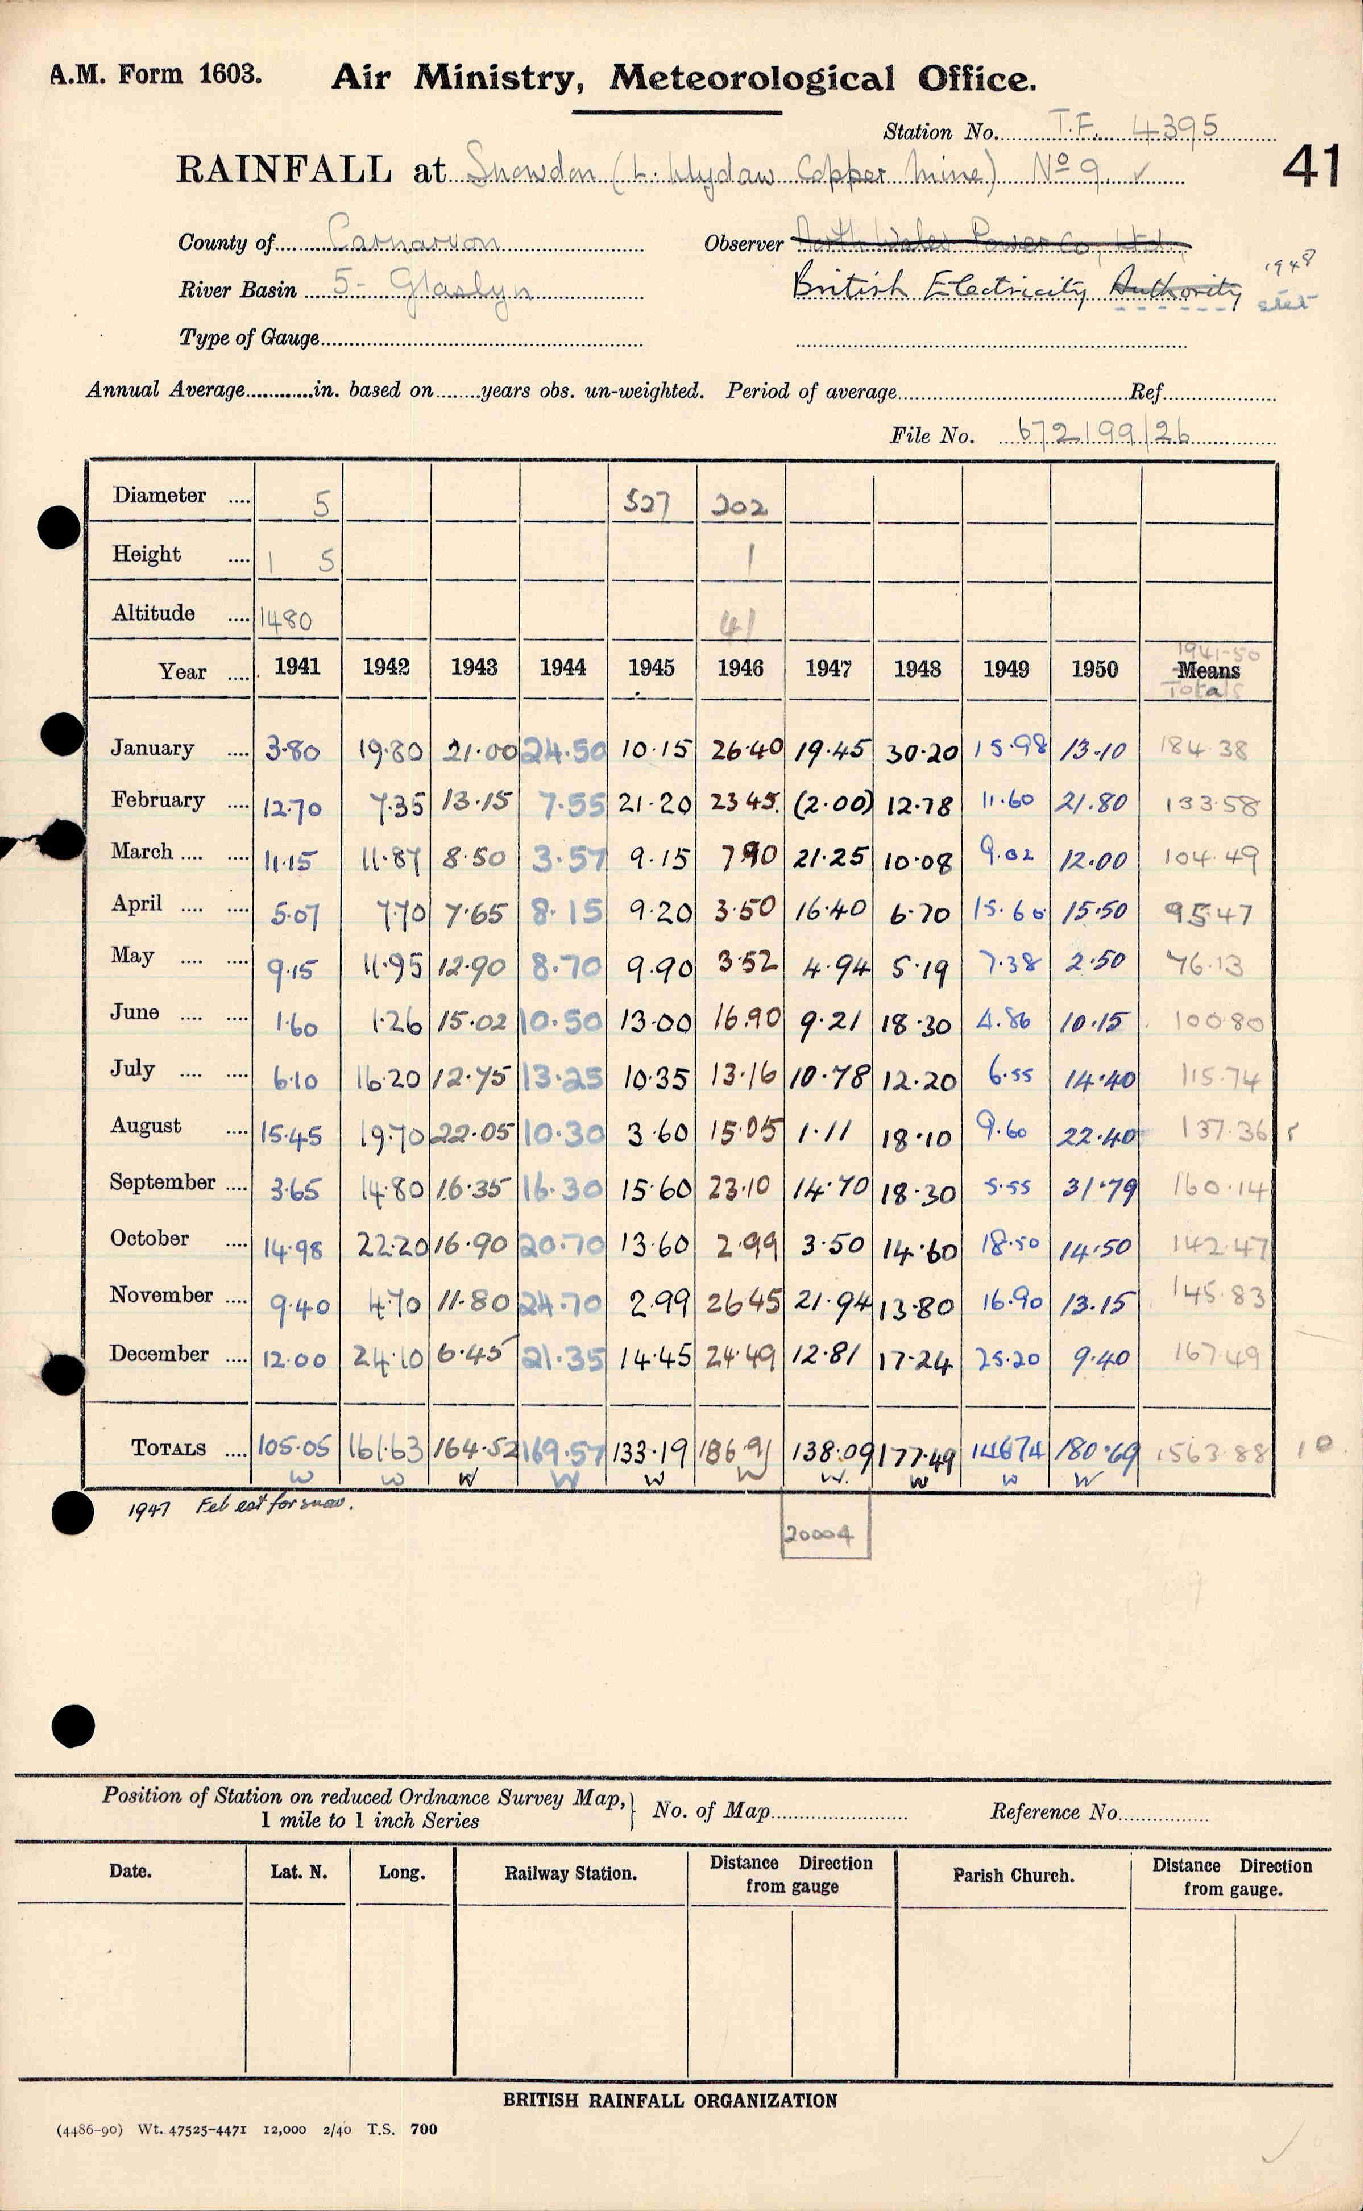 A.M. Form 1603. Air Ministry, Meteorological Office.
Station No. T.F. 4395
41
RAINFALL at Snowdon (L. Llydaw Copper Mine) No 9. ✓
County of Carnarvon Observer North Wales Power Co, Ltd.
River Basin 5- Glaslyn British Electricity Authority 1948 stet
Type of Gauge
Annual Average in. based on years obs. un-weighted. Period of average Ref.
File No. 672199/26
Diameter .... 5 527 202
Height .... 1 5 1
Altitude .... 1480 41
1941-50
Year .... 1941 1942 1943 1944 1945 1946 1947 1948 1949 1950 Means
Totals
January .... 3.80 19.80 21.00 24.50 10.15 26.40 19.45 30.20 15.98 13.10 184.38
February .... 12.70 7.35 13.15 7.55 21.20 23.45 (2.00) 12.78 11.60 21.80 133.58
March .... .... 11.15 11.87 8.50 3.57 9.15 7.90 21.25 10.08 9.02 12.00 104.49
April .... .... 5.07 7.70 7.65 8.15 9.20 3.50 16.40 6.70 15.60 15.50 95.47
May .... .... 9.15 11.95 12.90 8.70 9.90 3.52 4.94 5.19 7.38 2.50 76.13
June .... .... 1.60 1.26 15.02 10.50 13.00 16.90 9.21 18.30 4.86 10.15 100.80
July .... .... 6.10 16.20 12.75 13.25 10.35 13.16 10.78 12.20 6.55 14.40 115.74
August .... 15.45 19.70 22.05 10.30 3.60 15.05 1.11 18.10 9.60 22.40 137.36
September .... 3.65 14.80 16.35 16.30 15.60 23.10 14.70 18.30 5.55 31.79 160.14
October .... 14.98 22.20 16.90 20.70 13.60 2.99 3.50 14.60 18.50 14.50 142.47
November .... 9.40 4.70 11.80 24.70 2.99 26.45 21.94 13.80 16.90 13.15 145.83
December .... 12.00 24.10 6.45 21.35 14.45 24.49 12.81 17.24 25.20 9.40 167.49
TOTALS .... 105.05 161.63 164.52 169.57 133.19 186.91 138.09 177.49 146.74 180.69 1563.88 10
w w w w w w w. w w w
1947 Feb est for snow.
20004
Position of Station on reduced Ordnance Survey Map, 1 mile to 1 inch Series } No. of Map Reference No.
Date. Lat. N. Long. Railway Station. Distance Direction from gauge Parish Church. Distance Direction from gauge.
BRITISH RAINFALL ORGANIZATION
(4486-90) Wt. 47525-4471 12,000 2/40 T.S. 700